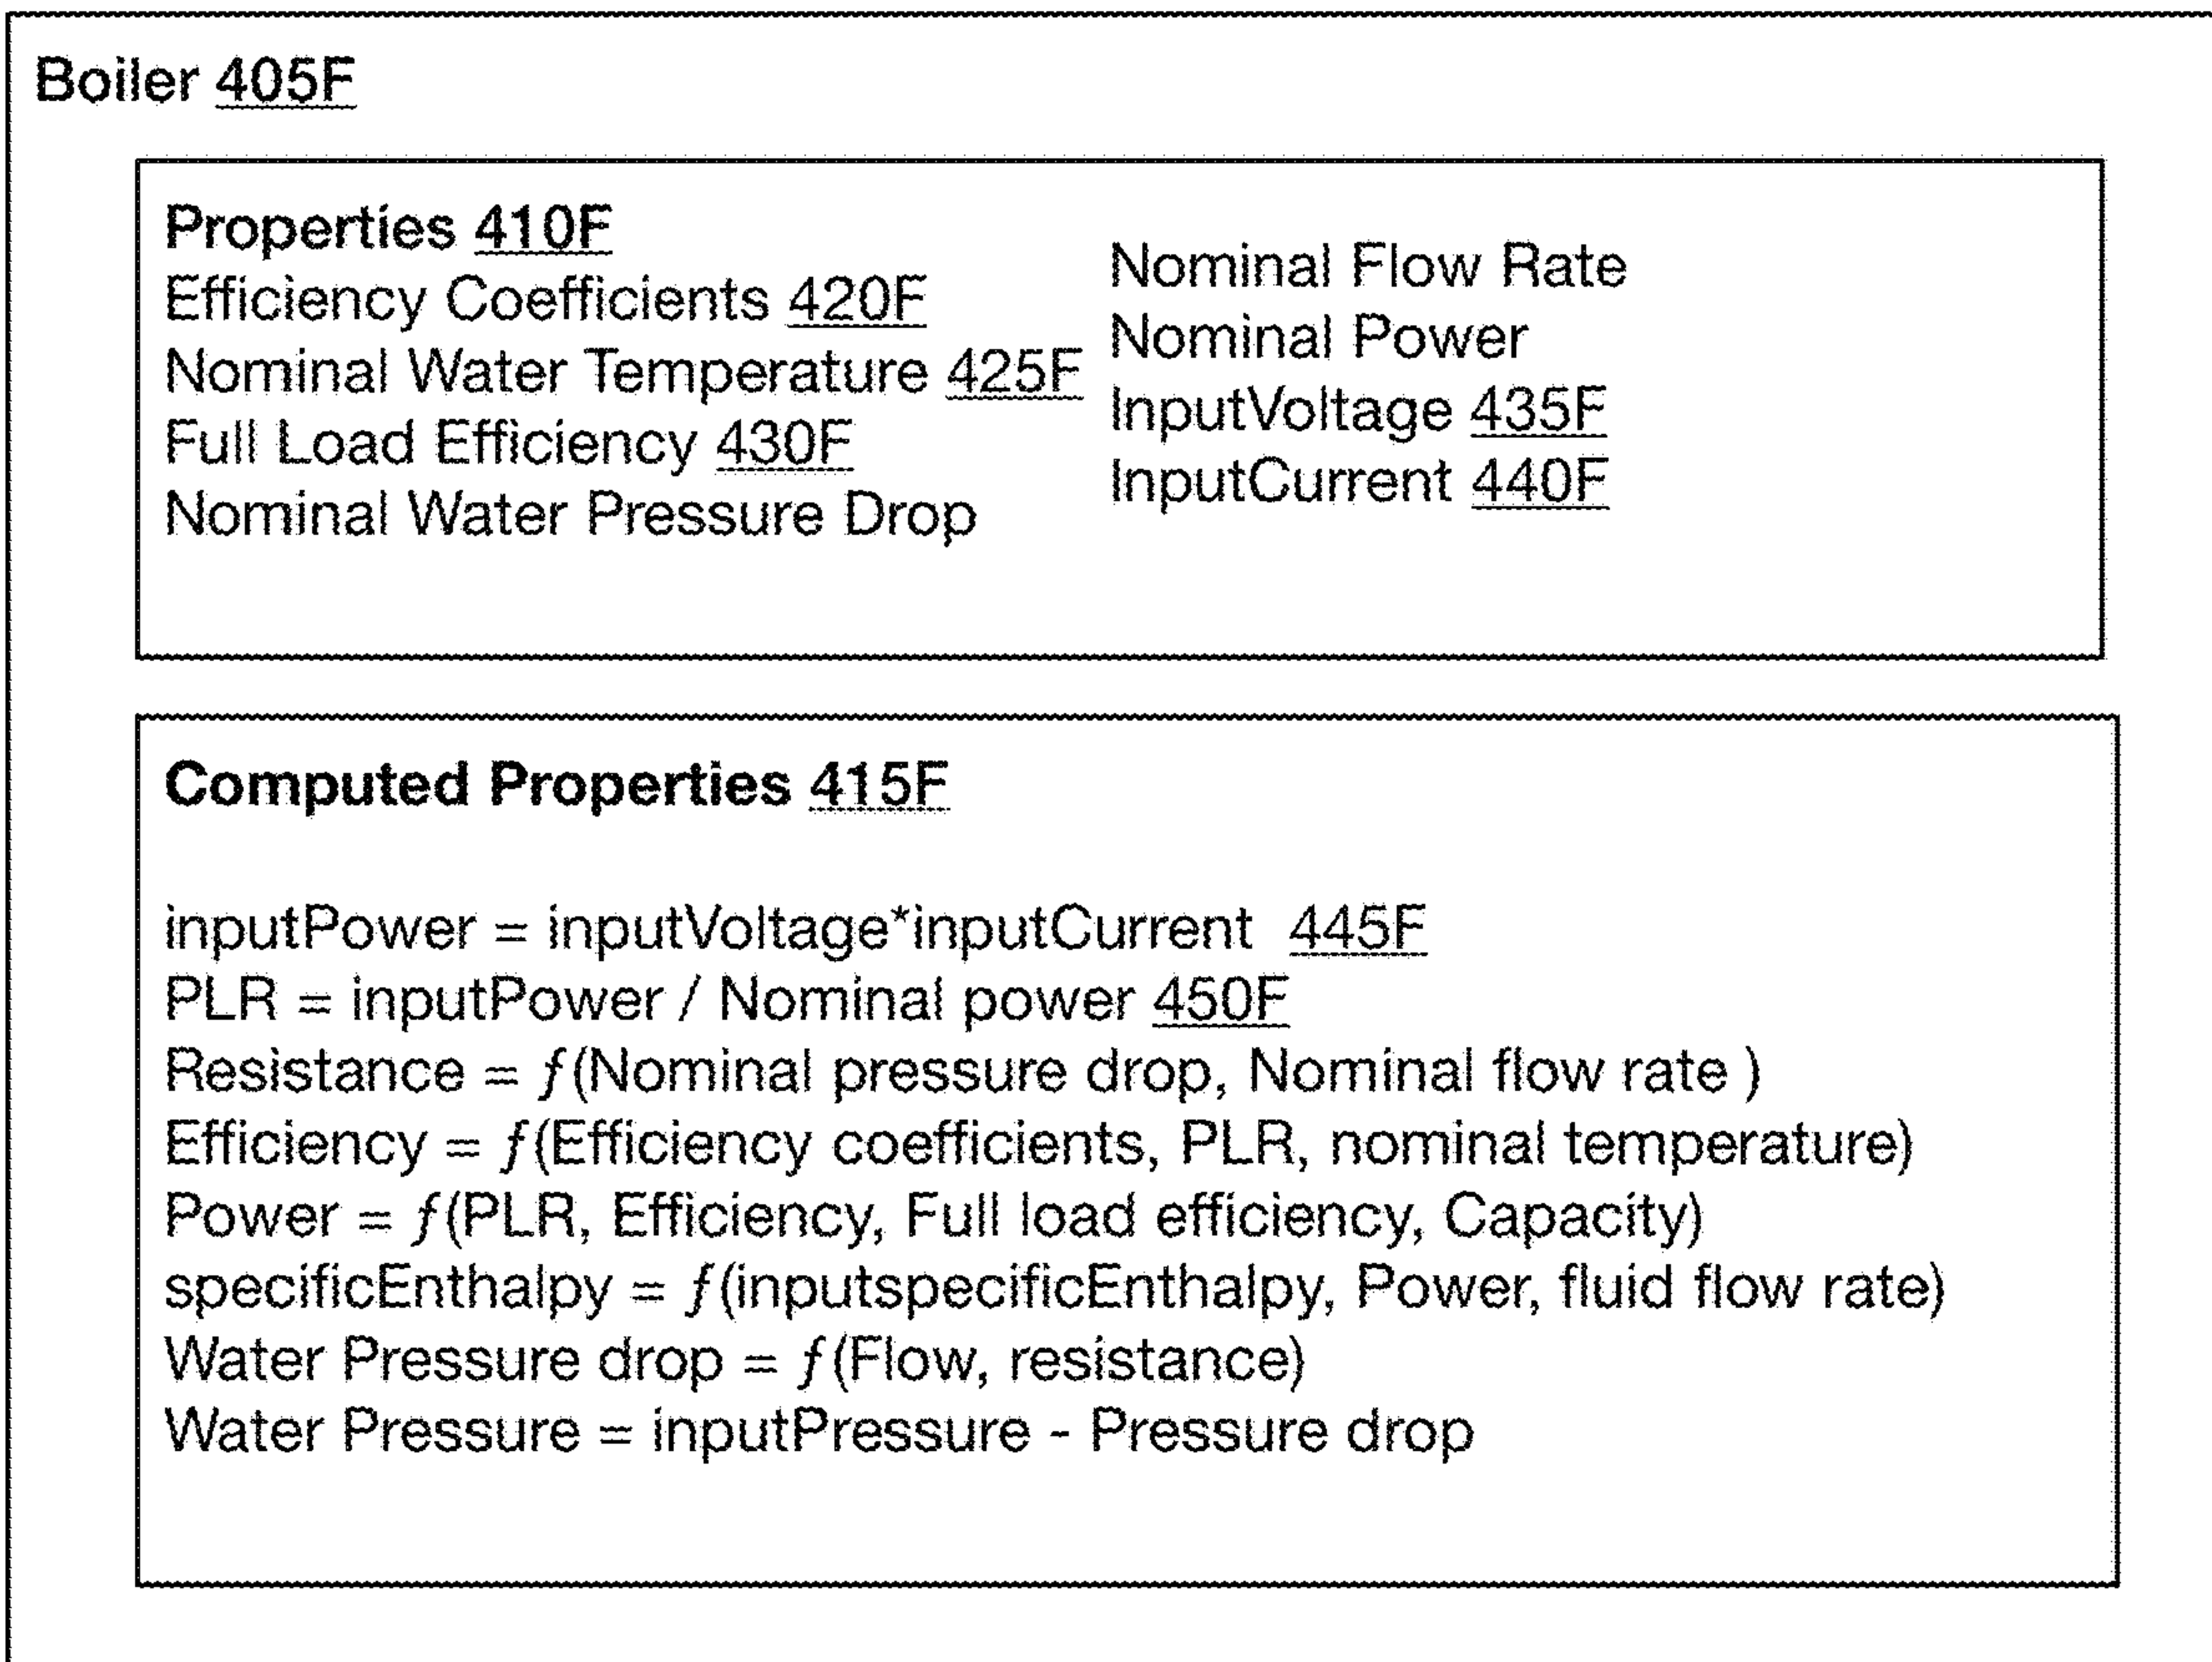 Boiler 405F
Properties 410F
Efficiency Coefficients 420F
Nominal Water Temperature 425F
Full Load Efficiency 430F
Nominal Water Pressure Drop
Nominal Flow Rate
Nominal Power
InputVoltage 435F
InputCurrent 440F
Computed Properties 415F
inputPower = inputVoltage*inputCurrent 445F
PLR = inputPower / Nominal power 450F
Resistance = ƒ(Nominal pressure drop, Nominal flow rate )
Efficiency = ƒ(Efficiency coefficients, PLR, nominal temperature)
Power = ƒ(PLR, Efficiency, Full load efficiency, Capacity)
specificEnthalpy = ƒ(inputspecificEnthalpy, Power, fluid flow rate)
Water Pressure drop = ƒ(Flow, resistance)
Water Pressure = inputPressure - Pressure drop